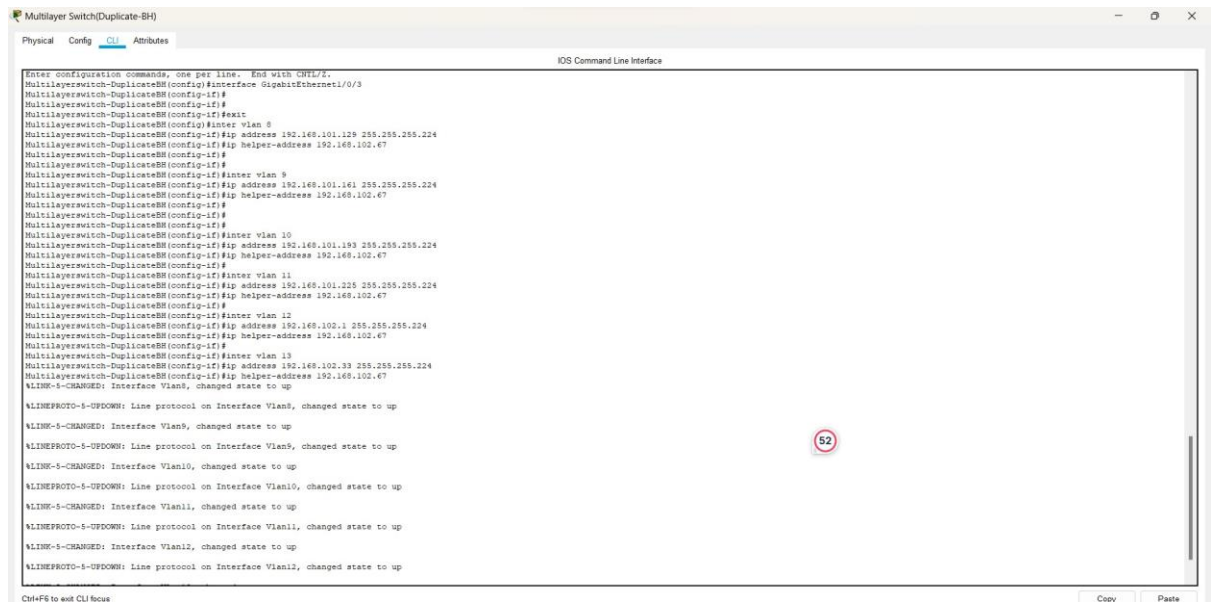 Multilayer Switch(Duplicate-BH)
Physical Config CLI Attributes
IOS Command Line Interface
Enter configuration commands, one per line. End with CNTL/Z.
Multilayerswitch-DuplicateBH(config)#interface GigabitEthernet1/0/3
Multilayerswitch-DuplicateBH(config-if)#
Multilayerswitch-DuplicateBH(config-if)#
Multilayerswitch-DuplicateBH(config-if)#exit
Multilayerswitch-DuplicateBH(config)#inter vlan 8
Multilayerswitch-DuplicateBH(config-if)#ip address 192.168.101.129 255.255.255.224
Multilayerswitch-DuplicateBH(config-if)#ip helper-address 192.168.102.67
Multilayerswitch-DuplicateBH(config-if)#
Multilayerswitch-DuplicateBH(config-if)#
Multilayerswitch-DuplicateBH(config-if)#inter vlan 9
Multilayerswitch-DuplicateBH(config-if)#ip address 192.168.101.161 255.255.255.224
Multilayerswitch-DuplicateBH(config-if)#ip helper-address 192.168.102.67
Multilayerswitch-DuplicateBH(config-if)#
Multilayerswitch-DuplicateBH(config-if)#
Multilayerswitch-DuplicateBH(config-if)#
Multilayerswitch-DuplicateBH(config-if)#inter vlan 10
Multilayerswitch-DuplicateBH(config-if)#ip address 192.168.101.193 255.255.255.224
Multilayerswitch-DuplicateBH(config-if)#ip helper-address 192.168.102.67
Multilayerswitch-DuplicateBH(config-if)#
Multilayerswitch-DuplicateBH(config-if)#inter vlan 11
Multilayerswitch-DuplicateBH(config-if)#ip address 192.168.101.225 255.255.255.224
Multilayerswitch-DuplicateBH(config-if)#ip helper-address 192.168.102.67
Multilayerswitch-DuplicateBH(config-if)#
Multilayerswitch-DuplicateBH(config-if)#inter vlan 12
Multilayerswitch-DuplicateBH(config-if)#ip address 192.168.102.1 255.255.255.224
Multilayerswitch-DuplicateBH(config-if)#ip helper-address 192.168.102.67
Multilayerswitch-DuplicateBH(config-if)#
Multilayerswitch-DuplicateBH(config-if)#inter vlan 13
Multilayerswitch-DuplicateBH(config-if)#ip address 192.168.102.33 255.255.255.224
Multilayerswitch-DuplicateBH(config-if)#ip helper-address 192.168.102.67
%LINK-5-CHANGED: Interface Vlan8, changed state to up
%LINEPROTO-5-UPDOWN: Line protocol on Interface Vlan8, changed state to up
%LINK-5-CHANGED: Interface Vlan9, changed state to up
52
%LINEPROTO-5-UPDOWN: Line protocol on Interface Vlan9, changed state to up
%LINK-5-CHANGED: Interface Vlan10, changed state to up
%LINEPROTO-5-UPDOWN: Line protocol on Interface Vlan10, changed state to up
%LINK-5-CHANGED: Interface Vlan11, changed state to up
%LINEPROTO-5-UPDOWN: Line protocol on Interface Vlan11, changed state to up
%LINK-5-CHANGED: Interface Vlan12, changed state to up
%LINEPROTO-5-UPDOWN: Line protocol on Interface Vlan12, changed state to up
Ctrl+F6 to exit CLI focus
Copy Paste